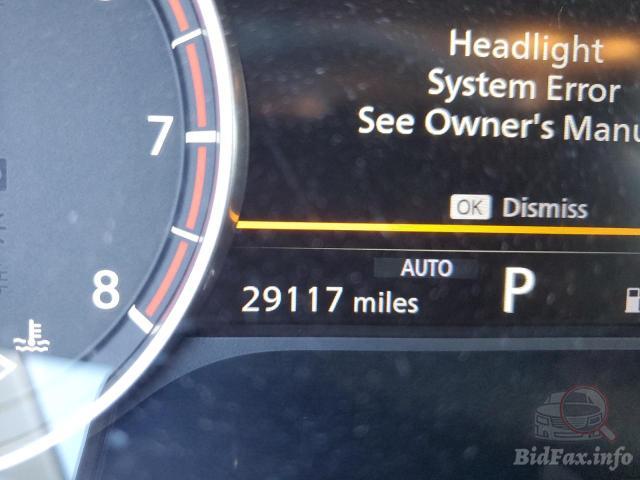 Headlight
System Error
See Owner's Manu
OK Dismiss
7
AUTO
8
29117 miles P
BidFax.info